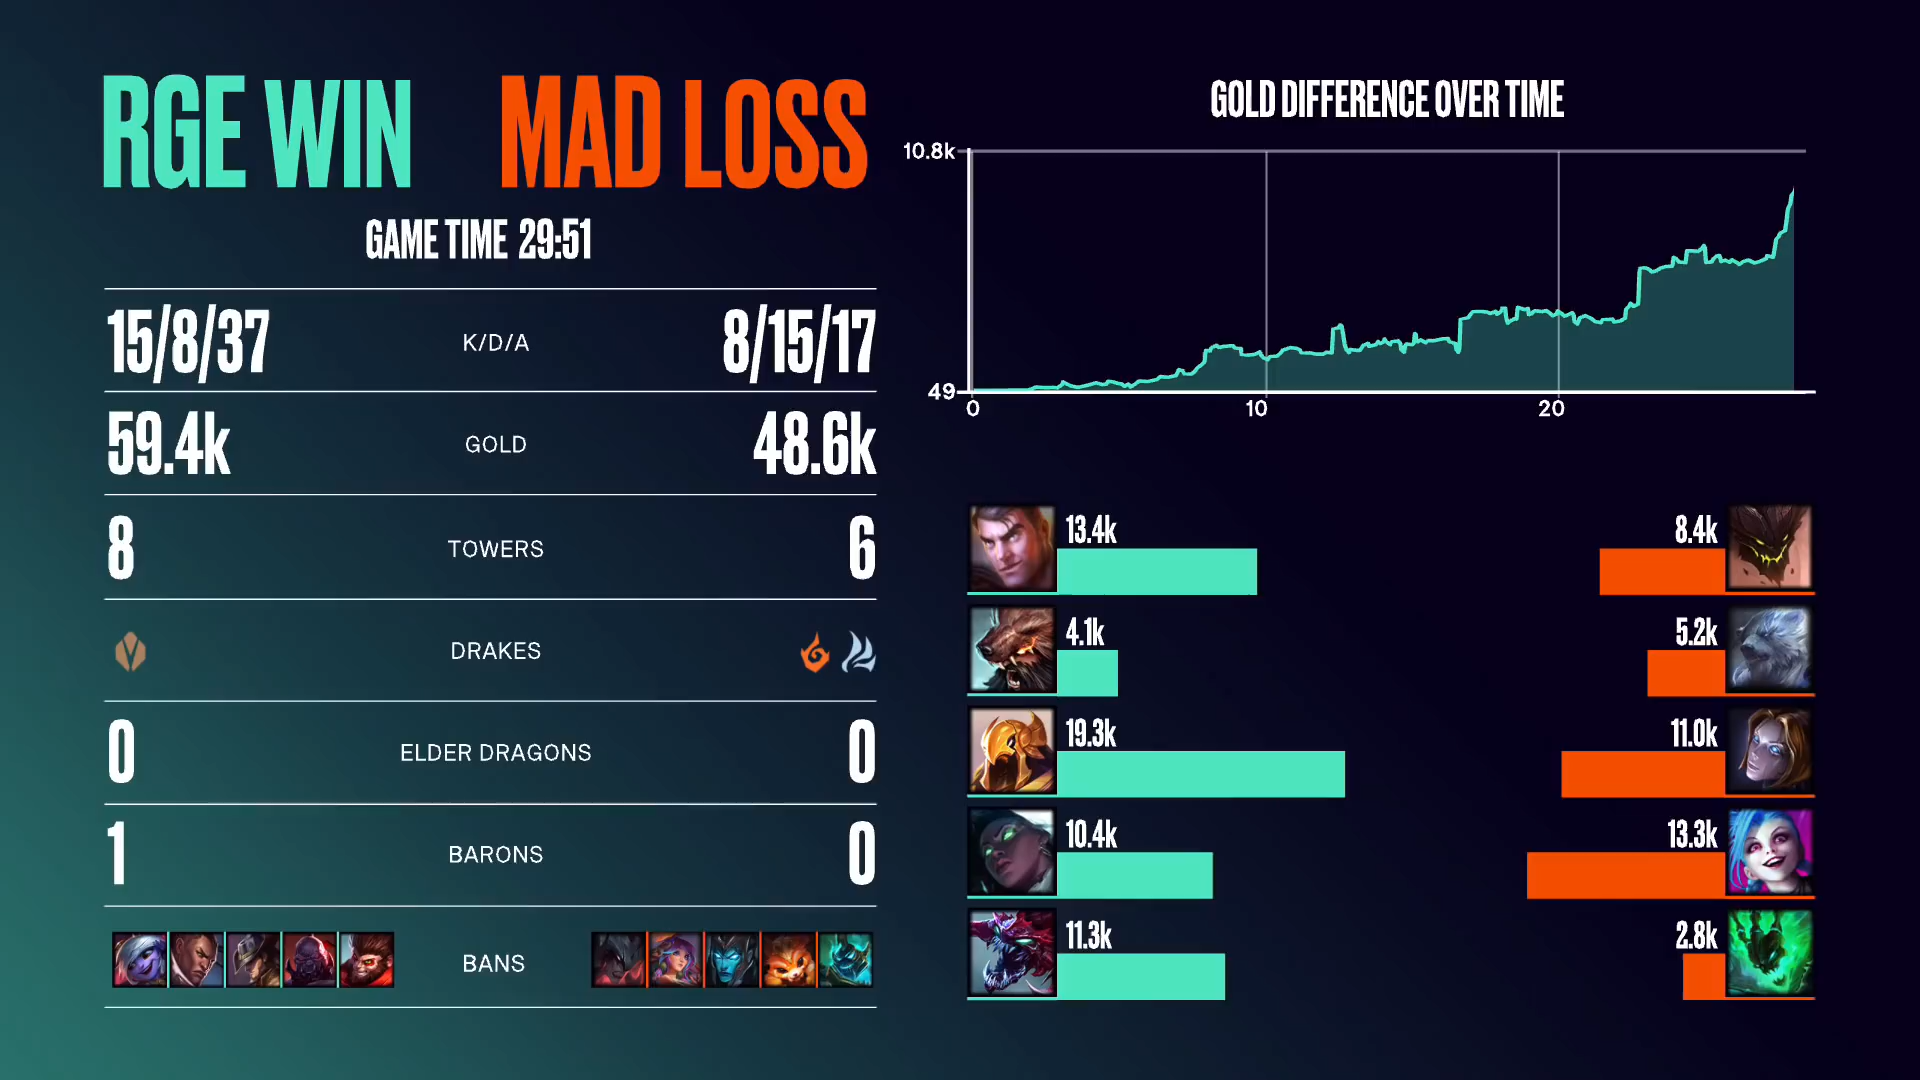 RGE WIN MAD LOSS
GAME TIME 29:51
15/8/37 K/D/A 8/15/17
59.4k GOLD 48.6k
8 TOWERS 6
DRAKES
0 ELDER DRAGONS 0
1 BARONS 0
BANS
GOLD DIFFERENCE OVER TIME
10.8k
49
0 10 20
13.4k 8.4k
4.1k 5.2k
19.3k 11.0k
10.4k 13.3k
11.3k 2.8k